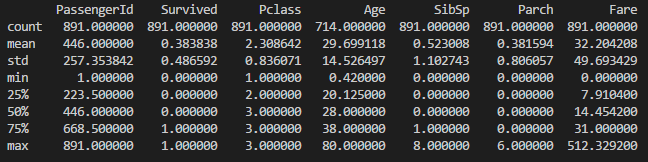 PassengerId Survived Pclass Age SibSp Parch Fare
count 891.000000 891.000000 891.000000 714.000000 891.000000 891.000000 891.000000
mean 446.000000 0.383838 2.308642 29.699118 0.523008 0.381594 32.204208
std 257.353842 0.486592 0.836071 14.526497 1.102743 0.806057 49.693429
min 1.000000 0.000000 1.000000 0.420000 0.000000 0.000000 0.000000
25% 223.500000 0.000000 2.000000 20.125000 0.000000 0.000000 7.910400
50% 446.000000 0.000000 3.000000 28.000000 0.000000 0.000000 14.454200
75% 668.500000 1.000000 3.000000 38.000000 1.000000 0.000000 31.000000
max 891.000000 1.000000 3.000000 80.000000 8.000000 6.000000 512.329200